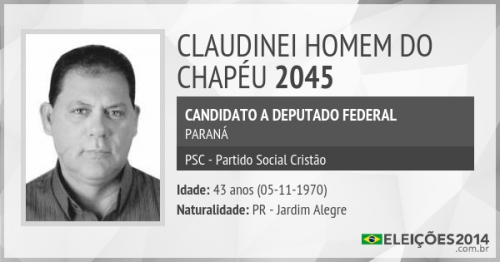 CLAUDINEI HOMEM DO
CHAPÉU 2045
CANDIDATO A DEPUTADO FEDERAL
PARANÁ
PSC - Partido Social Cristão
Idade: 43 anos (05-11-1970)
Naturalidade: PR - Jardim Alegre
ELEIÇÕES2014
.com.br